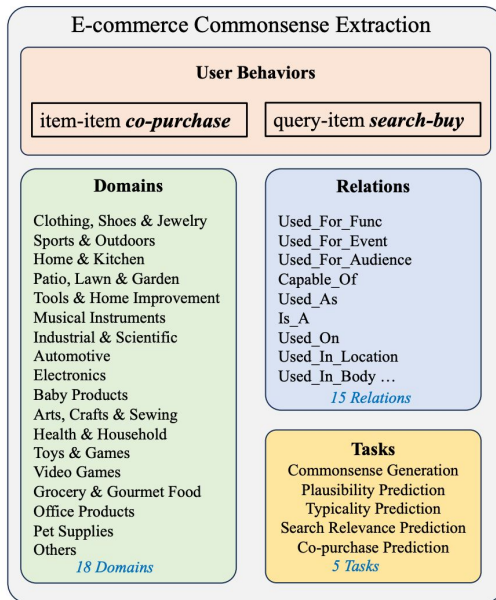 E-commerce Commonsense Extraction
User Behaviors
item-item co-purchase
query-item search-buy
Domains
Clothing, Shoes & Jewelry
Sports & Outdoors
Home & Kitchen
Patio, Lawn & Garden
Tools & Home Improvement
Musical Instruments
Industrial & Scientific
Automotive
Electronics
Baby Products
Arts, Crafts & Sewing
Health & Household
Toys & Games
Video Games
Grocery & Gourmet Food
Office Products
Pet Supplies
Others
18 Domains
Relations
Used_For_Func
Used_For_Event
Used_For_Audience
Capable_Of
Used_As
Is_A
Used_On
Used_In_Location
Used_In_Body …
15 Relations
Tasks
Commonsense Generation
Plausibility Prediction
Typicality Prediction
Search Relevance Prediction
Co-purchase Prediction
5 Tasks